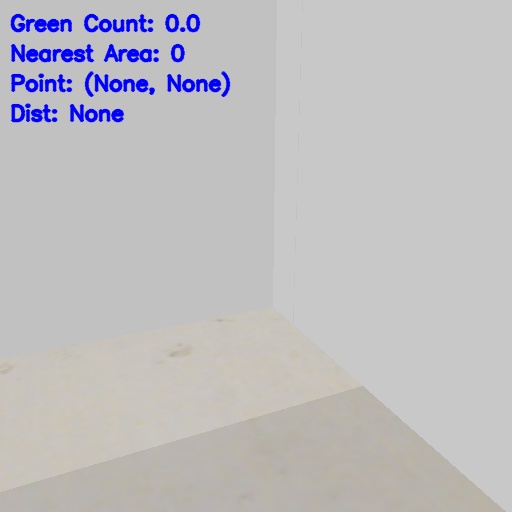 Green Count: 0.0
Nearest Area: 0
Point: (None, None)
Dist: None